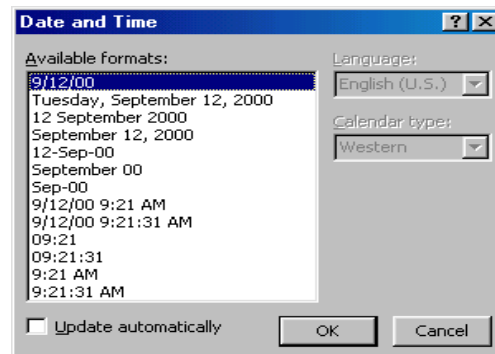 Date and Time
Available formats:
9/12/00
Tuesday, September 12, 2000
12 September 2000
September 12, 2000
12-Sep-00
September 00
Sep-00
9/12/00 9:21 AM
9/12/00 9:21:31 AM
09:21
09:21:31
9:21 AM
9:21:31 AM
Language:
English (U.S.)
Calendar type:
Western
Update automatically
OK
Cancel